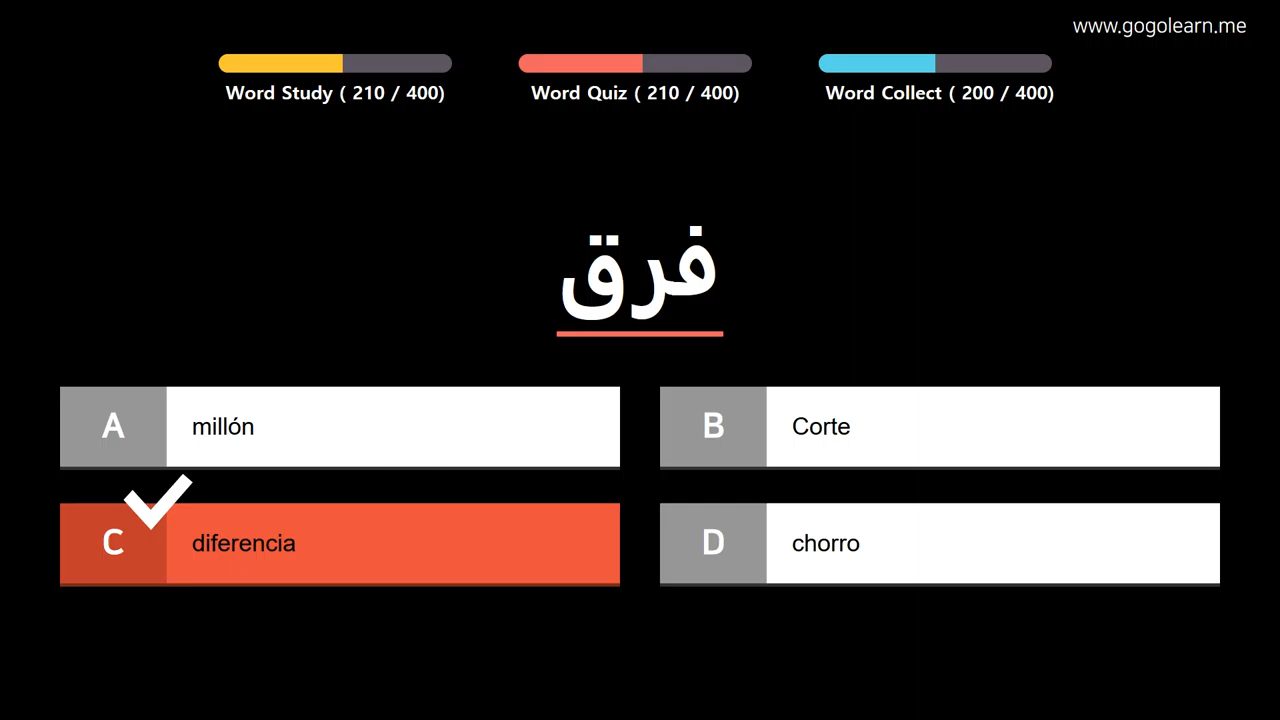 www.gogolearn.me
Word Study ( 210 / 400)
Word Quiz ( 210 / 400)
Word Collect ( 200 / 400)
فرق
A
millón
B
Corte
C
diferencia
D
chorro